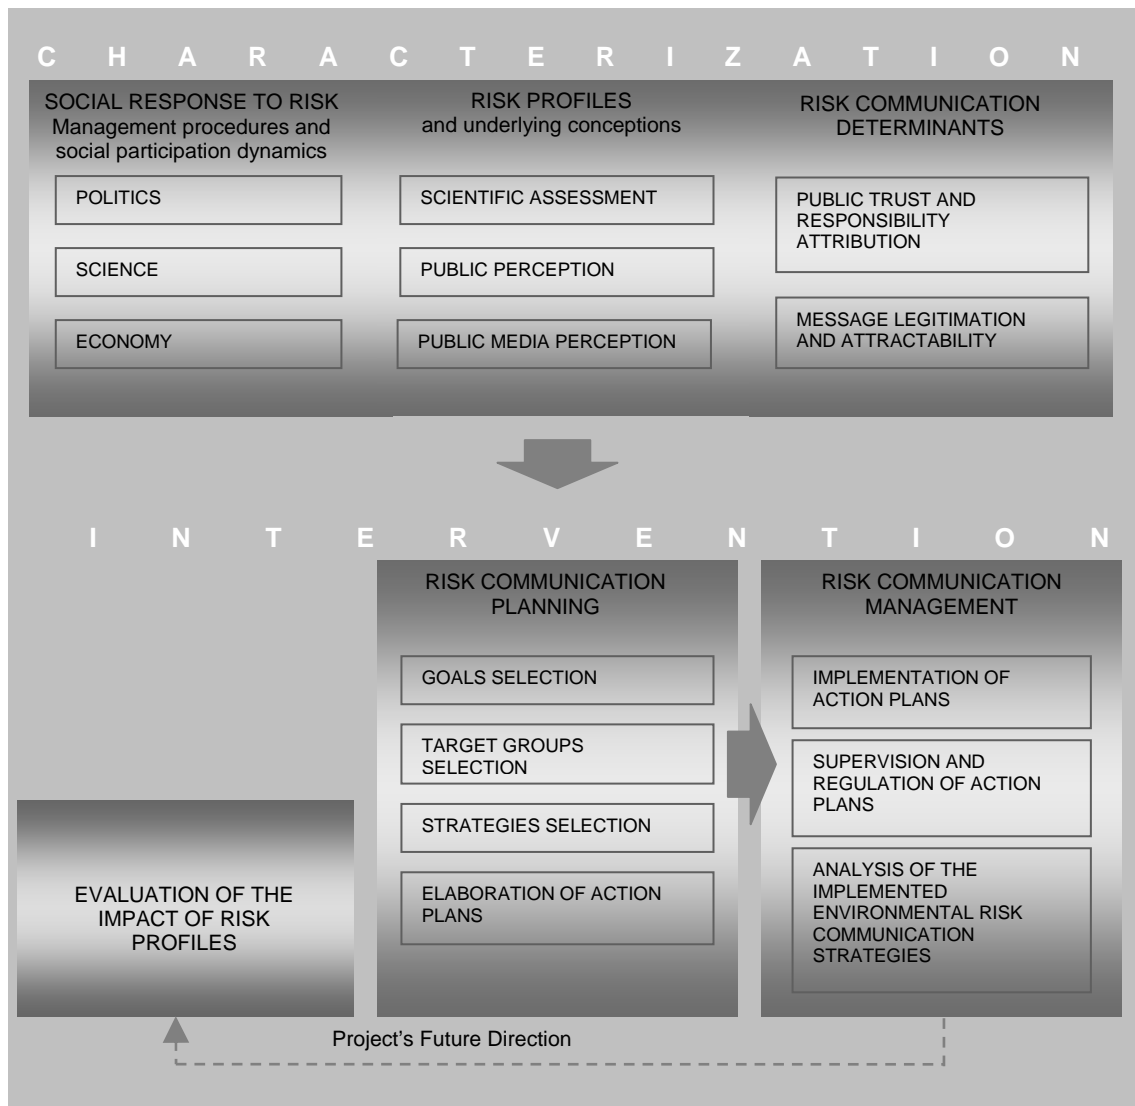 CHARACTERIZATION
SOCIAL RESPONSE TO RISK
Management procedures and
social participation dynamics
POLITICS
SCIENCE
ECONOMY
RISK PROFILES
and underlying conceptions
SCIENTIFIC ASSESSMENT
PUBLIC PERCEPTION
PUBLIC MEDIA PERCEPTION
RISK COMMUNICATION
DETERMINANTS
PUBLIC TRUST AND
RESPONSIBILITY
ATTRIBUTION
MESSAGE LEGITIMATION
AND ATTRACTABILITY
INTERVENTION
RISK COMMUNICATION
PLANNING
GOALS SELECTION
TARGET GROUPS
SELECTION
STRATEGIES SELECTION
ELABORATION OF ACTION
PLANS
RISK COMMUNICATION
MANAGEMENT
IMPLEMENTATION OF
ACTION PLANS
SUPERVISION AND
REGULATION OF ACTION
PLANS
ANALYSIS OF THE
IMPLEMENTED
ENVIRONMENTAL RISK
COMMUNICATION
STRATEGIES
EVALUATION OF THE
IMPACT OF RISK
PROFILES
Project's Future Direction